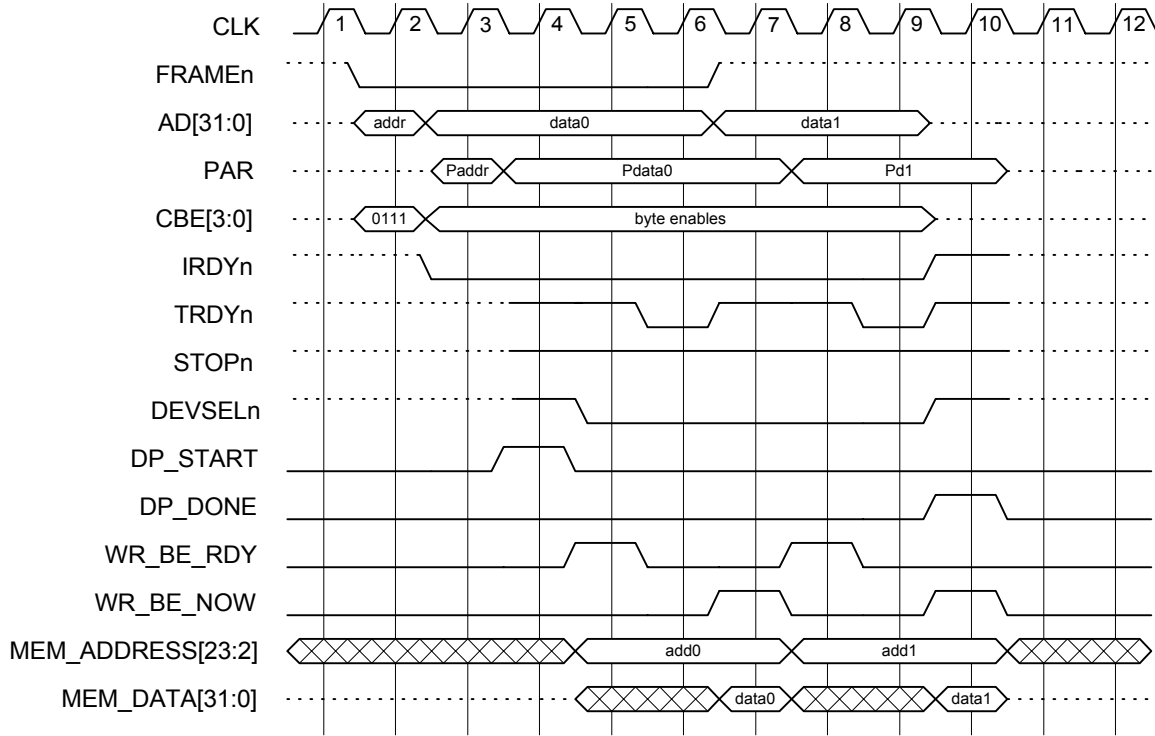 CLK 1 2 3 4 5 6 7 8 9 10 11 12
FRAMEn
AD[31:0] addr data0 data1
PAR Paddr Pdata0 Pd1
CBE[3:0] 0111 byte enables
IRDYn
TRDYn
STOPn
DEVSELn
DP_START
DP_DONE
WR_BE_RDY
WR_BE_NOW
MEM_ADDRESS[23:2] add0 add1
MEM_DATA[31:0] data0 data1